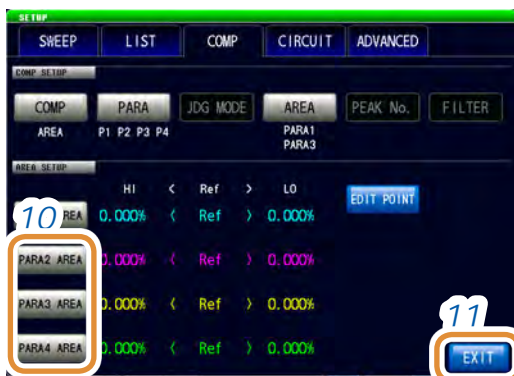 SETUP
SWEEP LIST COMP CIRCUIT ADVANCED
COMP SETUP
COMP PARA JDG MODE AREA PEAK No. FILTER
AREA P1 P2 P3 P4 PARA1
PARA3
AREA SETUP
HI < Ref > LO
EDIT POINT
10 AREA 0.000% < Ref > 0.000%
PARA2 AREA 0.000% < Ref > 0.000%
PARA3 AREA 0.000% < Ref > 0.000%
11
PARA4 AREA 0.000% < Ref > 0.000%
EXIT